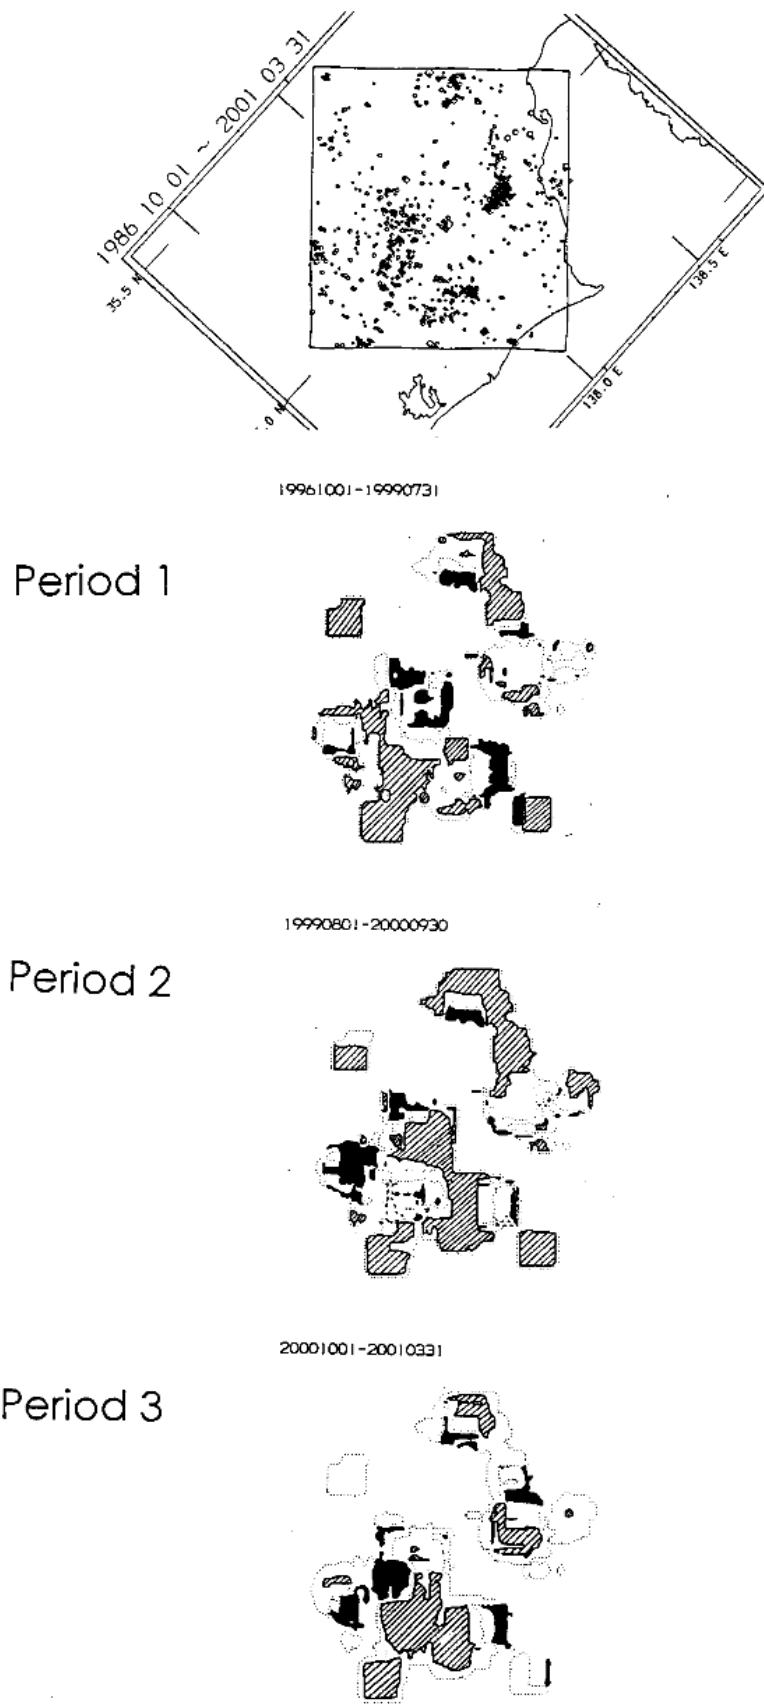 1986 10 01 ~ 2001 03 31
35.5 N
138.5 E
138.0 E
.0 N
19961001-19990731
Period 1
19990801-20000930
Period 2
20001001-20010331
Period 3